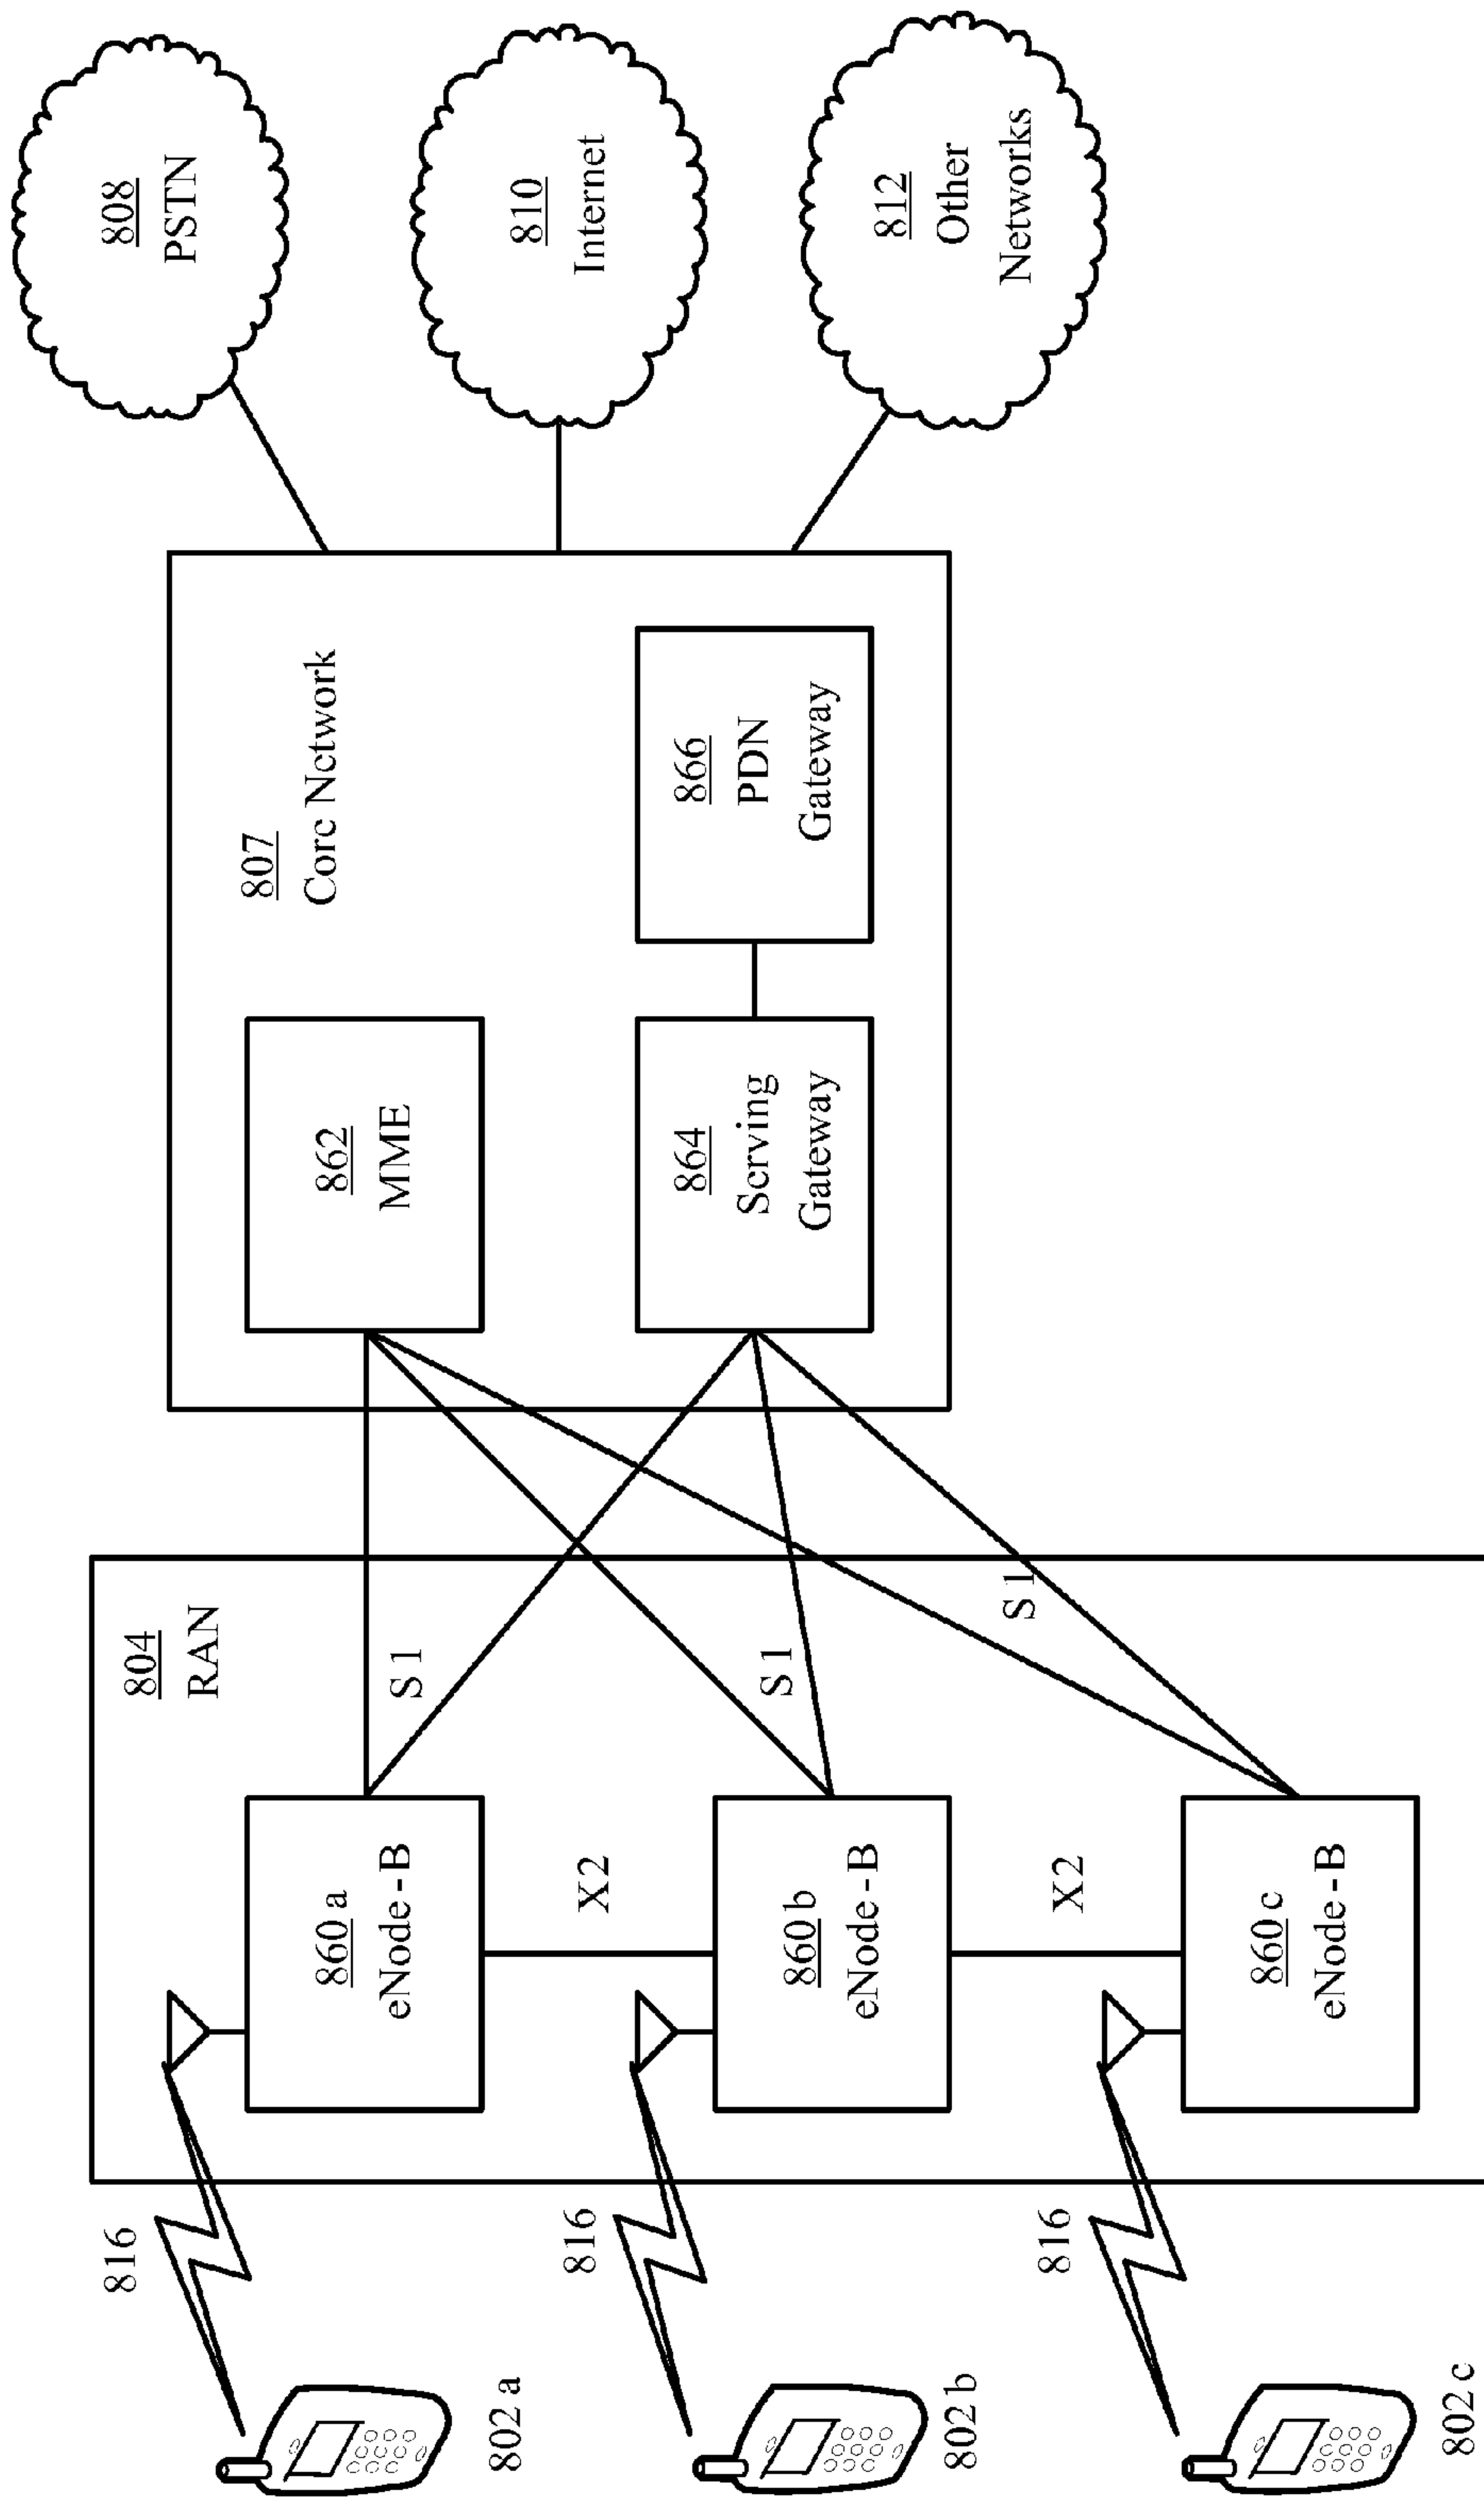 816
802 a
816
802 b
816
802 c
804
RAN
860 a
eNode-B
X2
860 b
eNode-B
X2
860 c
eNode-B
S1
S1
S1
807
Core Network
862
MME
864
Serving
Gateway
866
PDN
Gateway
808
PSTN
810
Internet
812
Other
Networks